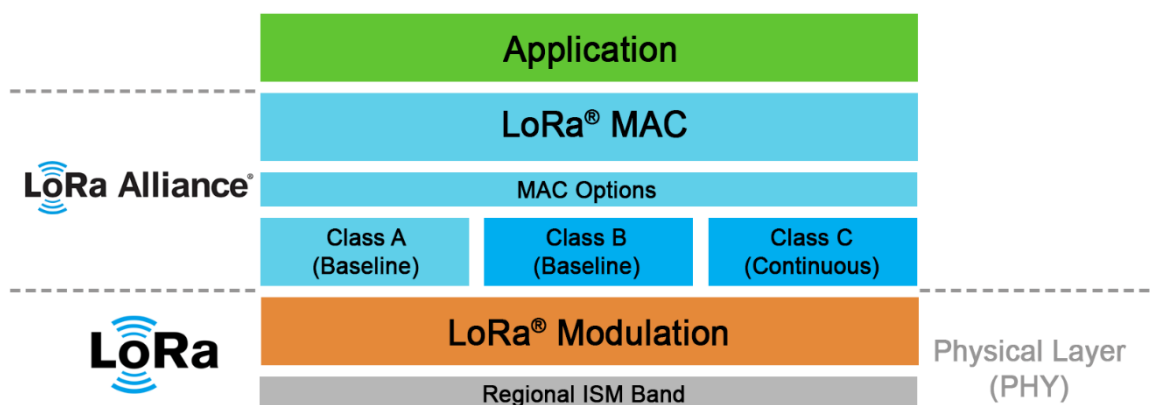 Application
LoRa® MAC
LoRa Alliance®
MAC Options
Class A
(Baseline)
Class B
(Baseline)
Class C
(Continuous)
LoRa
LoRa® Modulation
Physical Layer
(PHY)
Regional ISM Band